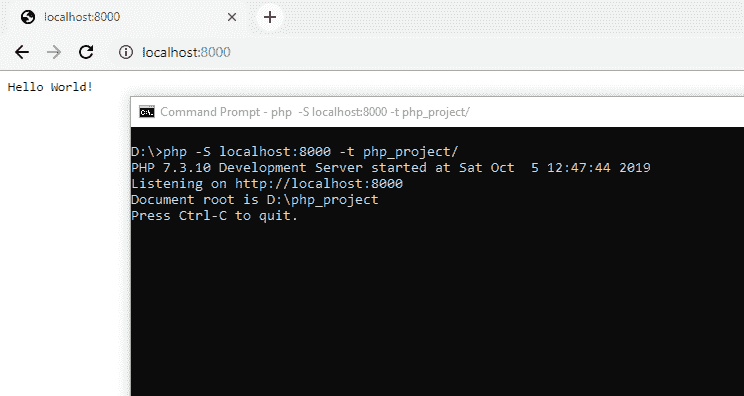 localhost:8000
localhost:8000
Hello World!
Command Prompt - php  -S localhost:8000 -t php_project/
D:\>php -S localhost:8000 -t php_project/
PHP 7.3.10 Development Server started at Sat Oct  5 12:47:44 2019
Listening on http://localhost:8000
Document root is D:\php_project
Press Ctrl-C to quit.